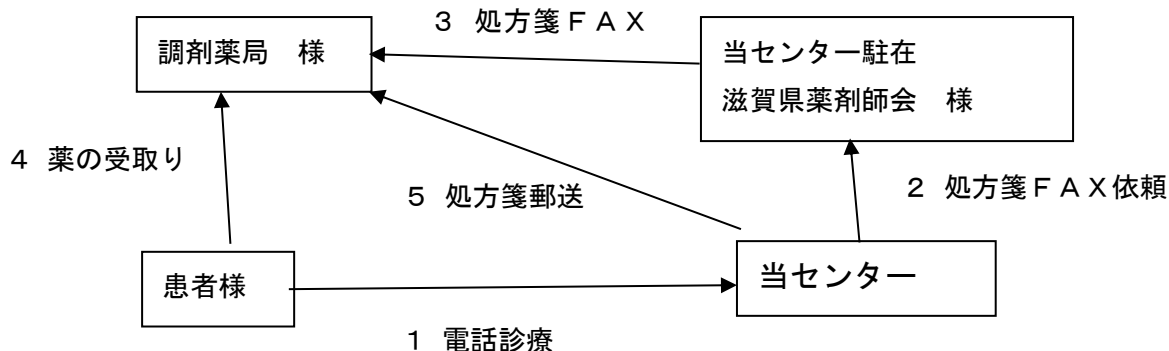 3 処方箋ＦＡＸ
調剤薬局　様
当センター駐在
滋賀県薬剤師会　様
4 薬の受取り
5 処方箋郵送
2 処方箋ＦＡＸ依頼
患者様
当センター
1 電話診療